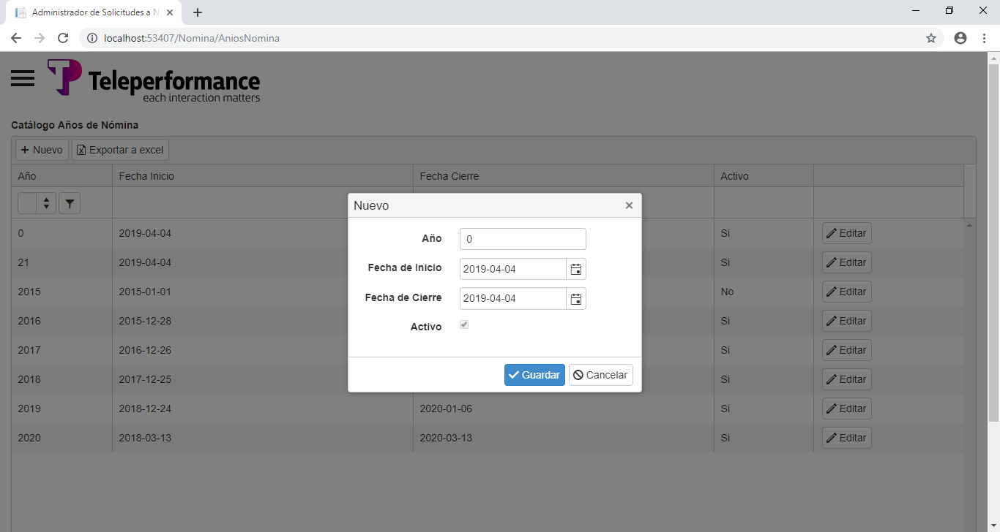 Administrador de Solicitudes a N
localhost:53407/Nomina/AniosNomina
Teleperformance
each interaction matters
Catálogo Años de Nómina
Nuevo Exportar a excel
Año Fecha Inicio Fecha Cierre Activo
Nuevo
0 2019-04-04 Si Editar
21 2019-04-04 Si Editar
2015 2015-01-01 No Editar
2016 2015-12-28 Si Editar
2017 2016-12-26 Si Editar
2018 2017-12-25 Si Editar
2019 2018-12-24 2020-01-06 Si Editar
2020 2018-03-13 2020-03-13 Si Editar
Año 0
Fecha de Inicio 2019-04-04
Fecha de Cierre 2019-04-04
Activo
Guardar Cancelar